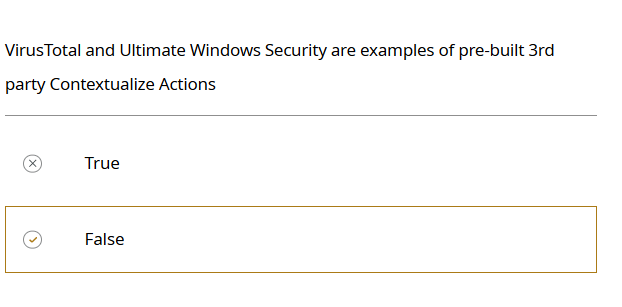 VirusTotal and Ultimate Windows Security are examples of pre-built 3rd
party Contextualize Actions
True
False